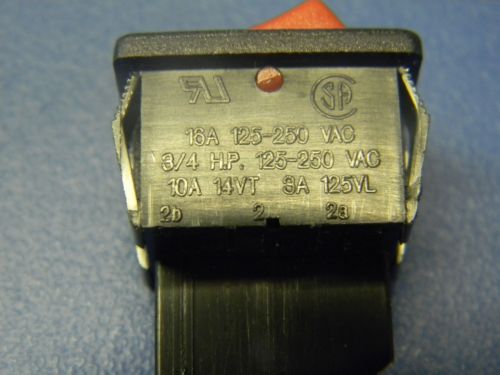 16A 125-250 VAC
3/4 H.P. 125-250 VAC
10A 14VT 8A 125VL
2b 2 2a